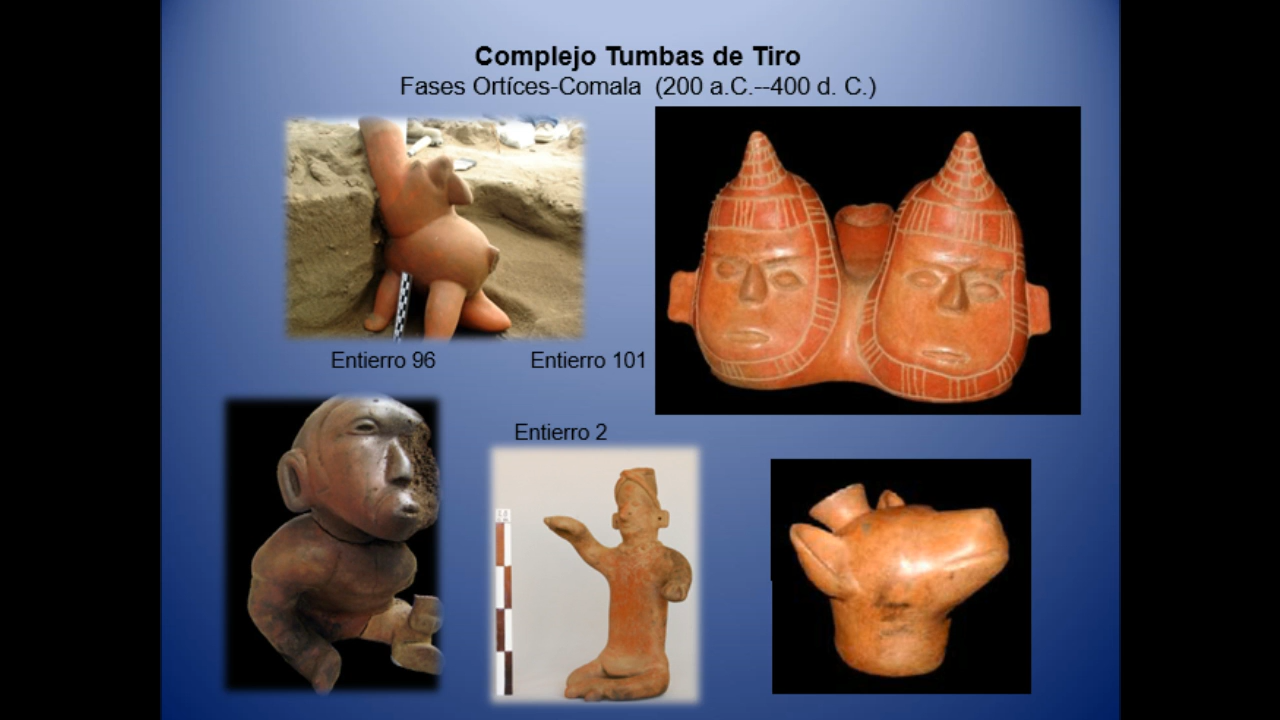 Complejo Tumbas de Tiro
Fases Ortíces-Comala (200 a.C.--400 d. C.)
Entierro 96
Entierro 101
Entierro 2